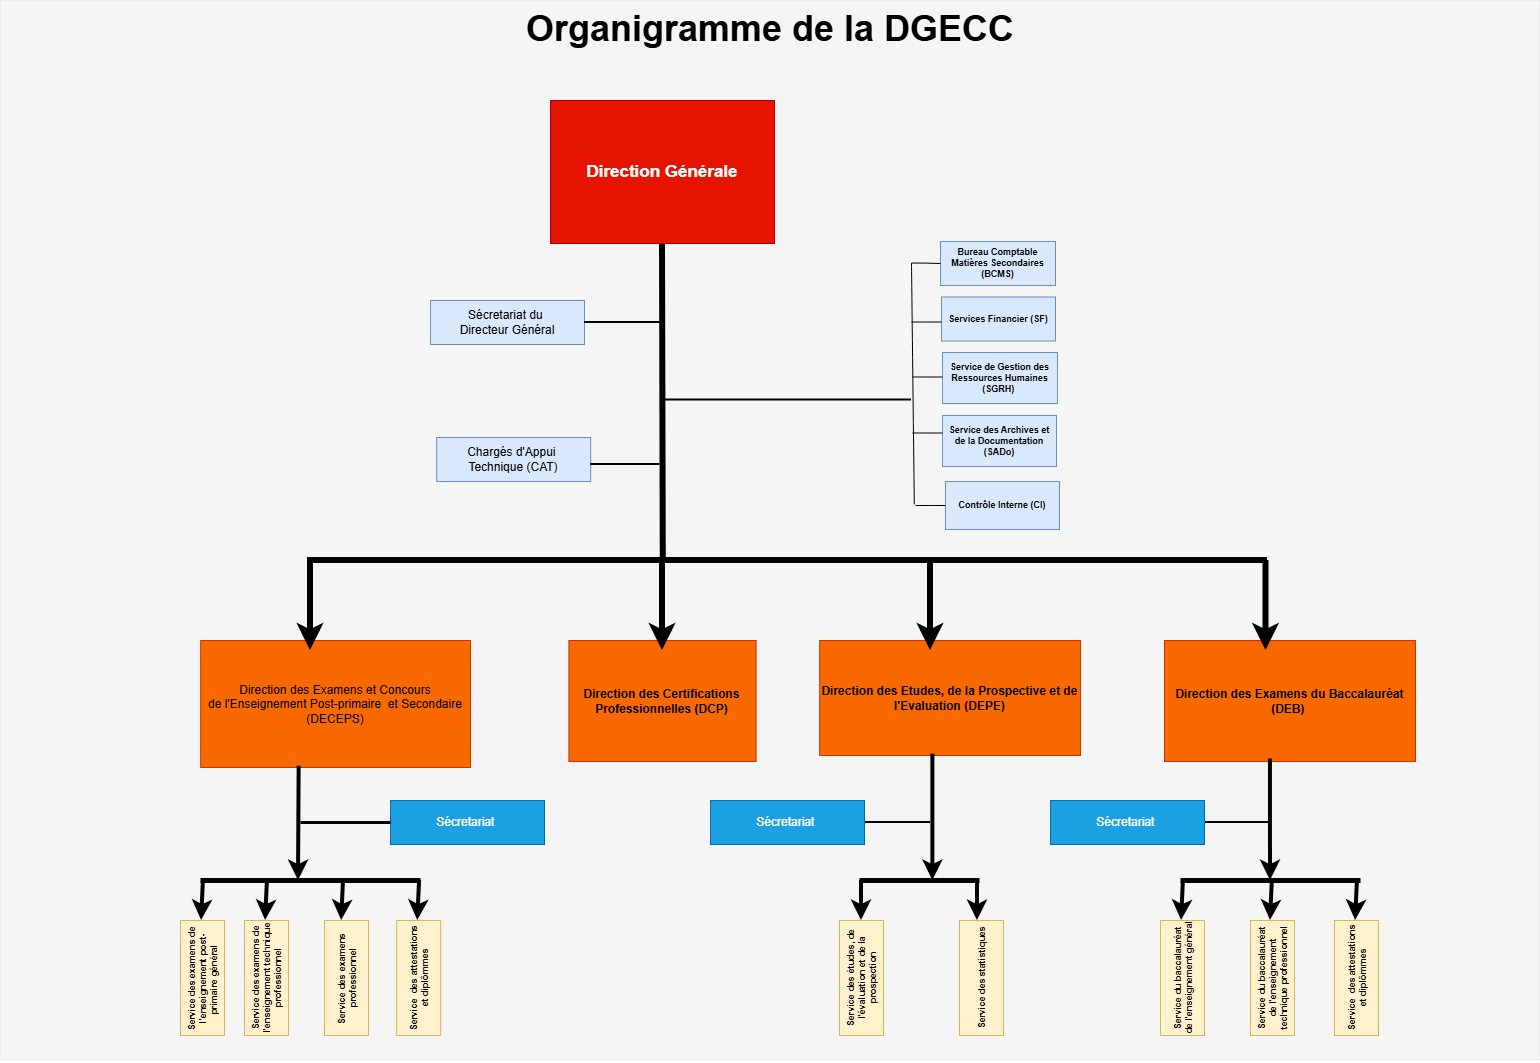 Organigramme de la DGECC
Direction Générale
Bureau Comptable
Matières Secondaires
(BCMS)
Sécretariat du
Directeur Général
Services Financier (SF)
Service de Gestion des
Ressources Humaines
(SGRH)
Chargés d'Appui
Technique (CAT)
Service des Archives et
de la Documentation
(SADo)
Contrôle Interne (CI)
Direction des Examens et Concours
de l'Enseignement Post-primaire et Secondaire
(DECEPS)
Direction des Certifications
Professionnelles (DCP)
Direction des Etudes, de la Prospective et de
l'Evaluation (DEPE)
Direction des Examens du Baccalauréat
(DEB)
Sécretariat
Sécretariat
Sécretariat
Service des examens de
l'enseignement post-
primaire général
Service des examens de
l'enseignement technique
professionnel
Service des examens
professionnel
Service des attestations
et diplômmes
Service des études, de
l'évaluation et de la
prospection
Service des statistiques
Service du baccalauréat
de l'enseignement général
Service du baccalauréat
de l'enseignement
technique professionnel
Service des attestations
et diplômmes